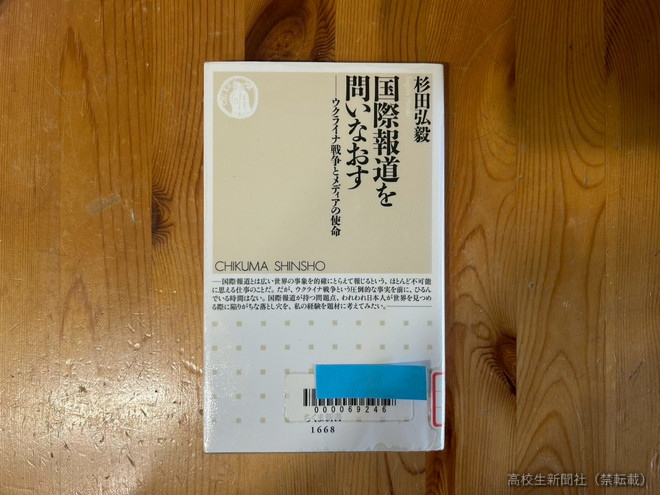 杉田弘毅
国際報道を
問いなおす
──ウクライナ戦争とメディアの使命
CHIKUMA SHINSHO
──国際報道とは広い世界の事象を的確にとらえて報じるという、ほとんど不可能
に思える仕事のことだ。だが、ウクライナ戦争という圧倒的な事実を前に、ひるん
でいる時間はない。国際報道が持つ問題点、われわれ日本人が世界を見つめ
る際に陥りがちな落とし穴を、私の経験を題材に考えてみたい。──
000069246
1668
高校生新聞社（禁転載）